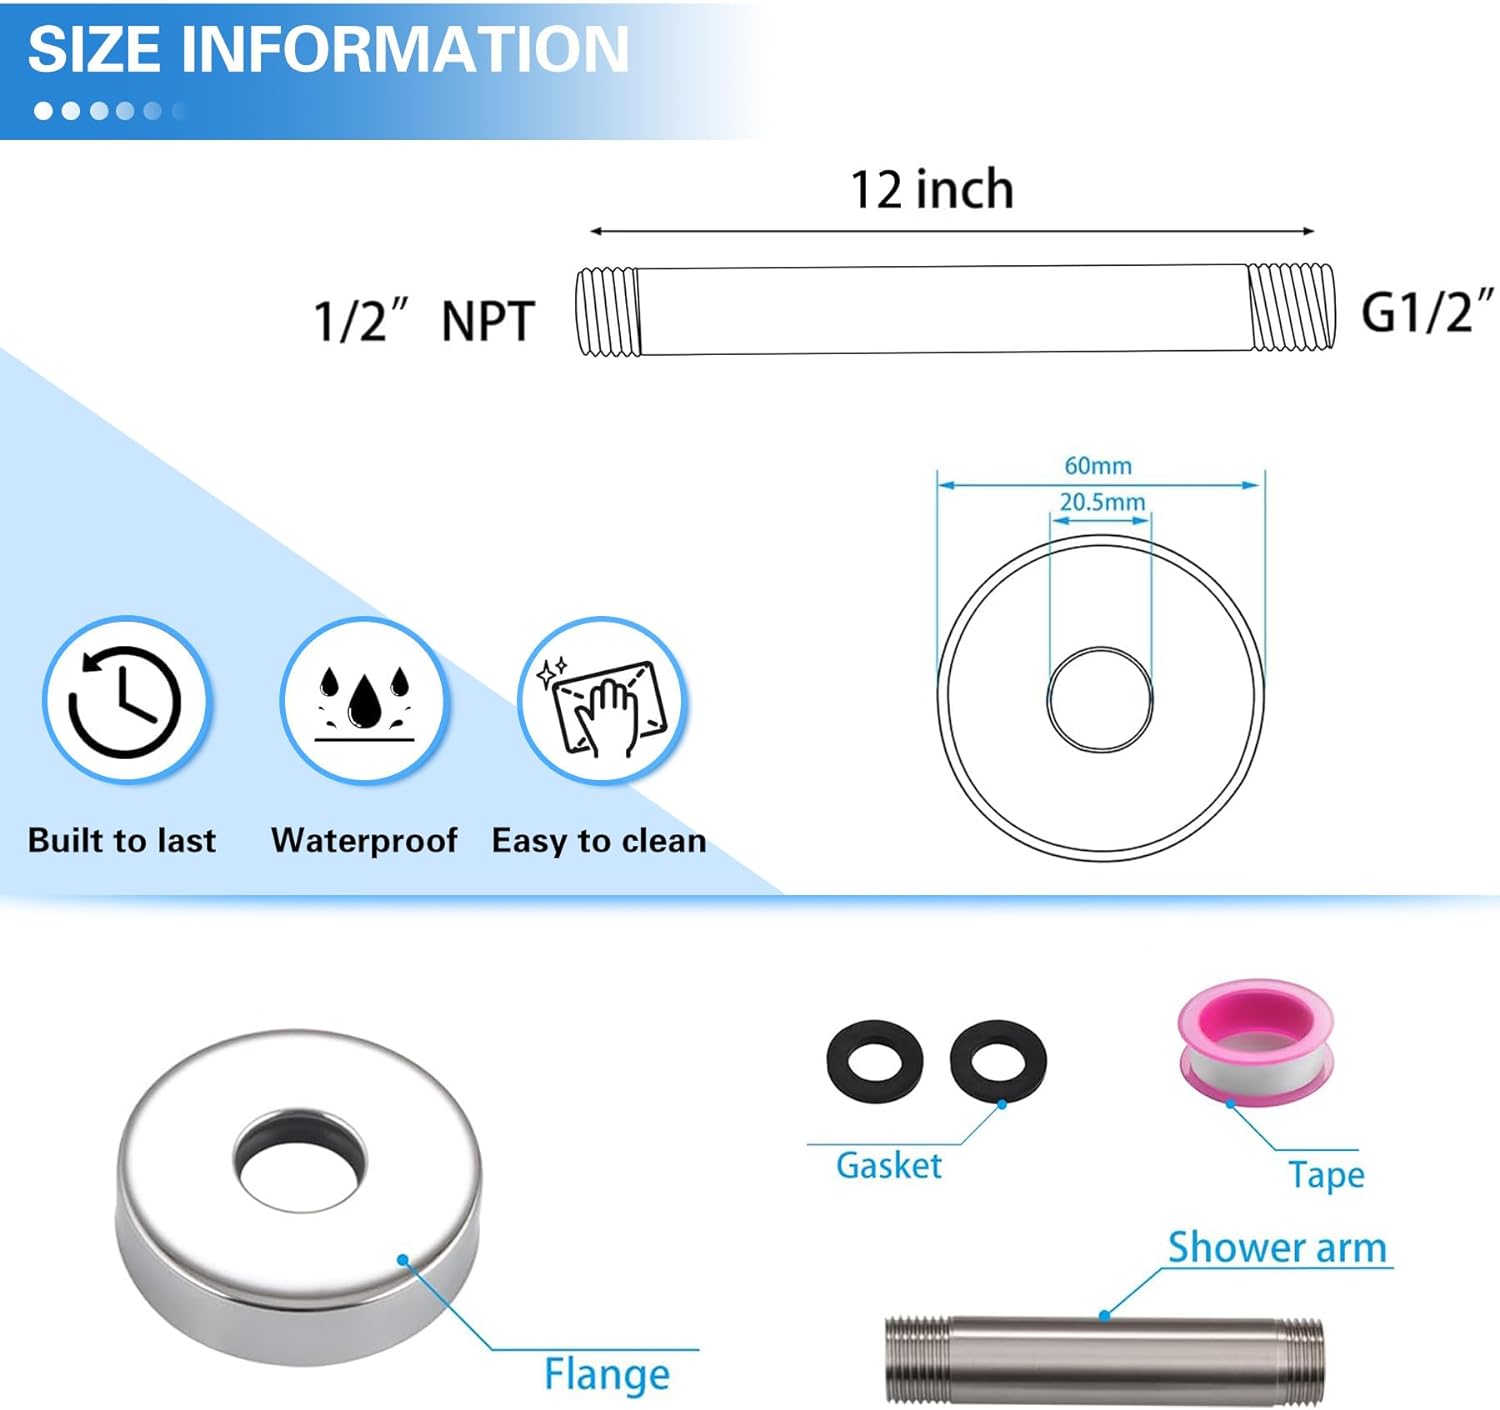 SIZE INFORMATION
12 inch
1/2" NPT
G1/2"
60mm
20.5mm
Built to last
Waterproof
Easy to clean
Gasket
Tape
Shower arm
Flange